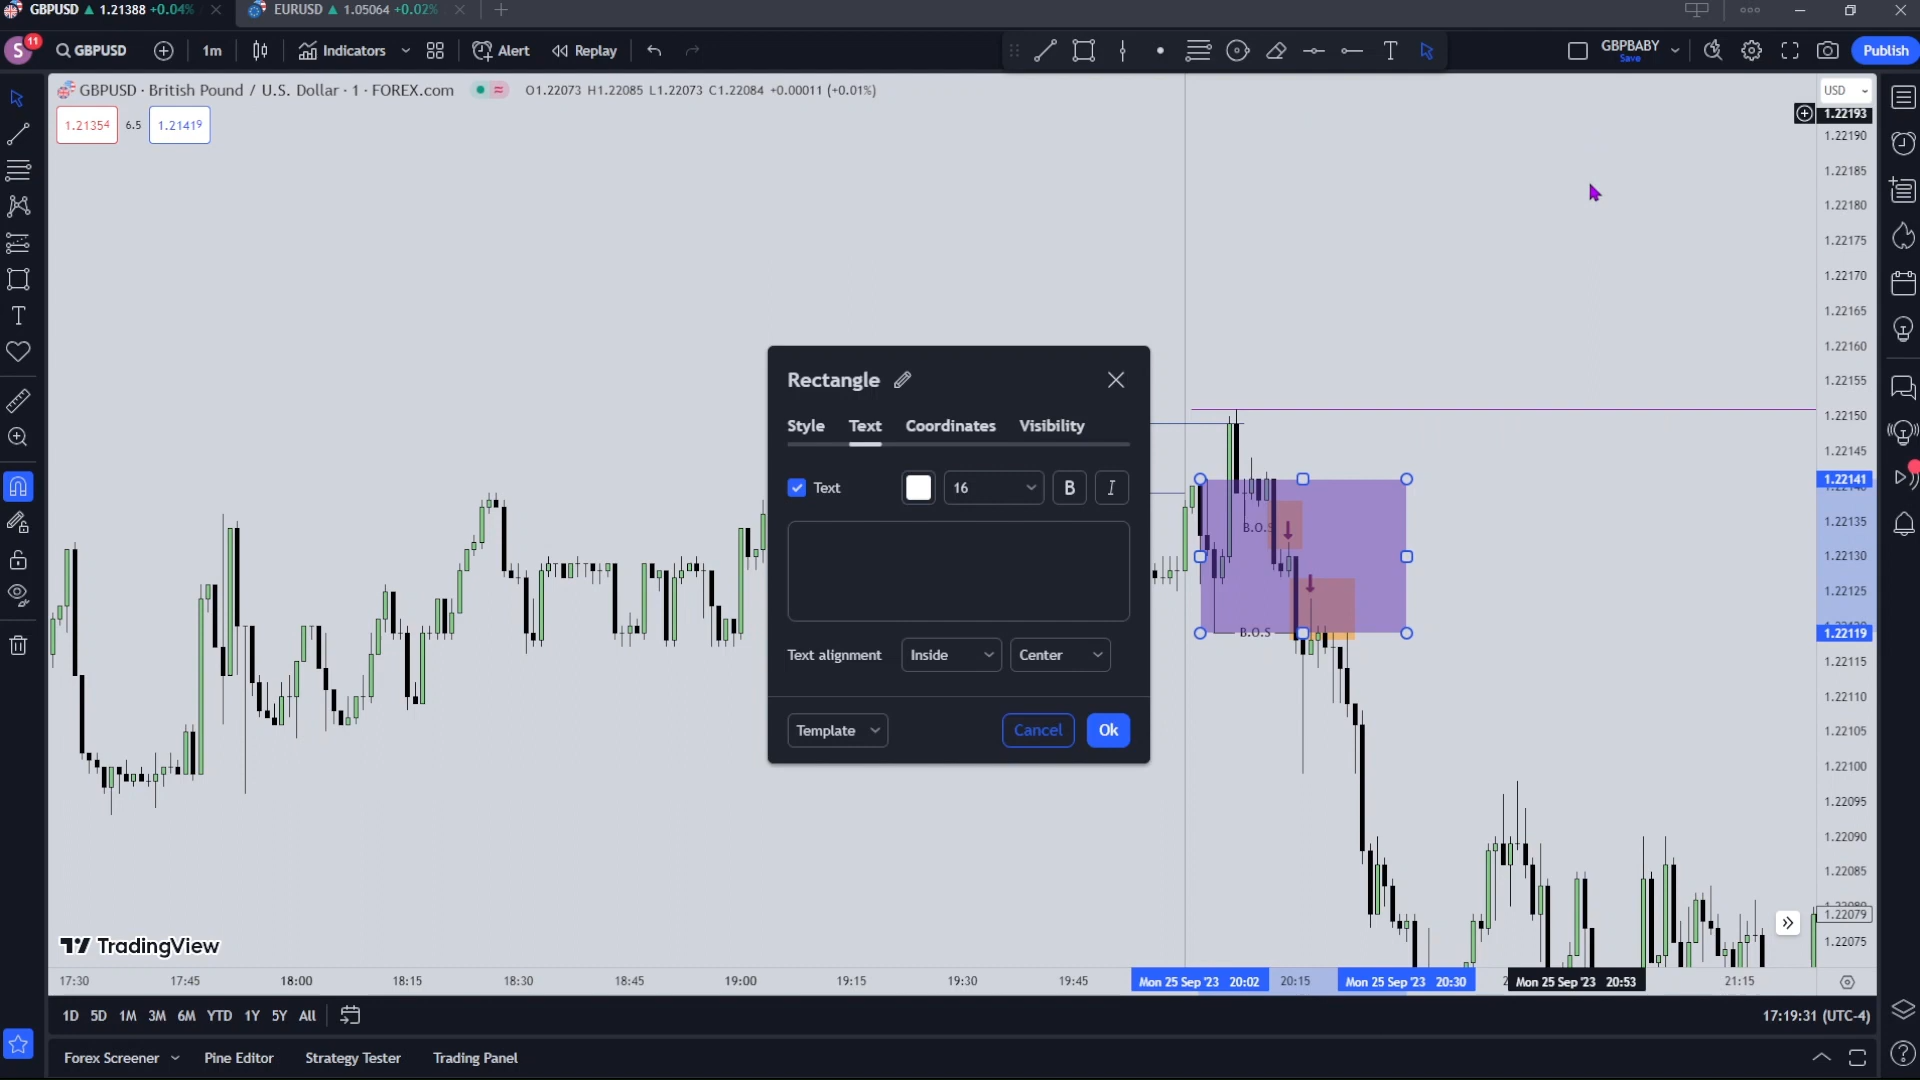 GBPUSD 1.21388 +0.04%
EURUSD 1.05064 +0.02%
S 11
GBPUSD
1m
Indicators
Alert
Replay
GBPBABY
Save
Publish
GBPUSD · British Pound / U.S. Dollar · 1 · FOREX.com
O1.22073 H1.22085 L1.22073 C1.22084 +0.00011 (+0.01%)
1.21354 6.5 1.21419
USD
1.22193
1.22190
1.22185
1.22180
1.22175
1.22170
1.22165
1.22160
1.22155
1.22150
1.22145
1.22141
1.22135
1.22130
1.22125
1.22119
1.22115
1.22110
1.22105
1.22100
1.22095
1.22090
1.22085
1.22079
1.22075
Rectangle
Style Text Coordinates Visibility
Text 16 B I
Text alignment Inside Center
Template Cancel Ok
B.O.S
B.O.S
TradingView
17:30 17:45 18:00 18:15 18:30 18:45 19:00 19:15 19:30 19:45 Mon 25 Sep '23 20:02 20:15 Mon 25 Sep '23 20:30 Mon 25 Sep '23 20:53 21:15
1D 5D 1M 3M 6M YTD 1Y 5Y All
17:19:31 (UTC-4)
Forex Screener Pine Editor Strategy Tester Trading Panel